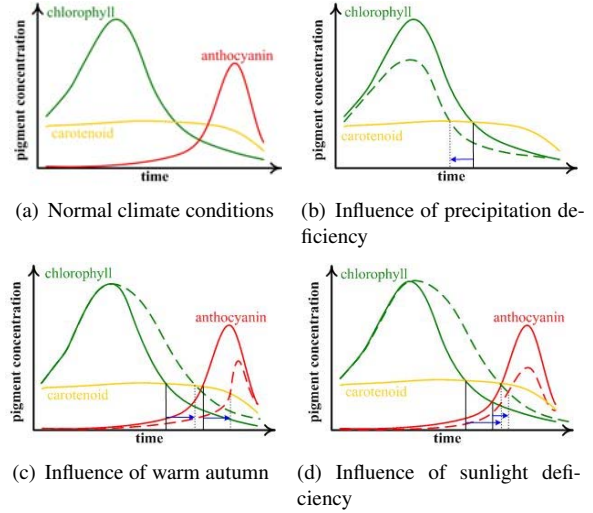 chlorophyll
anthocyanin
carotenoid
pigment concentration
time
(a) Normal climate conditions
chlorophyll
carotenoid
pigment concentration
time
(b) Influence of precipitation de-
ficiency
chlorophyll
anthocyanin
carotenoid
pigment concentration
time
(c) Influence of warm autumn
chlorophyll
anthocyanin
carotenoid
pigment concentration
time
(d) Influence of sunlight defi-
ciency